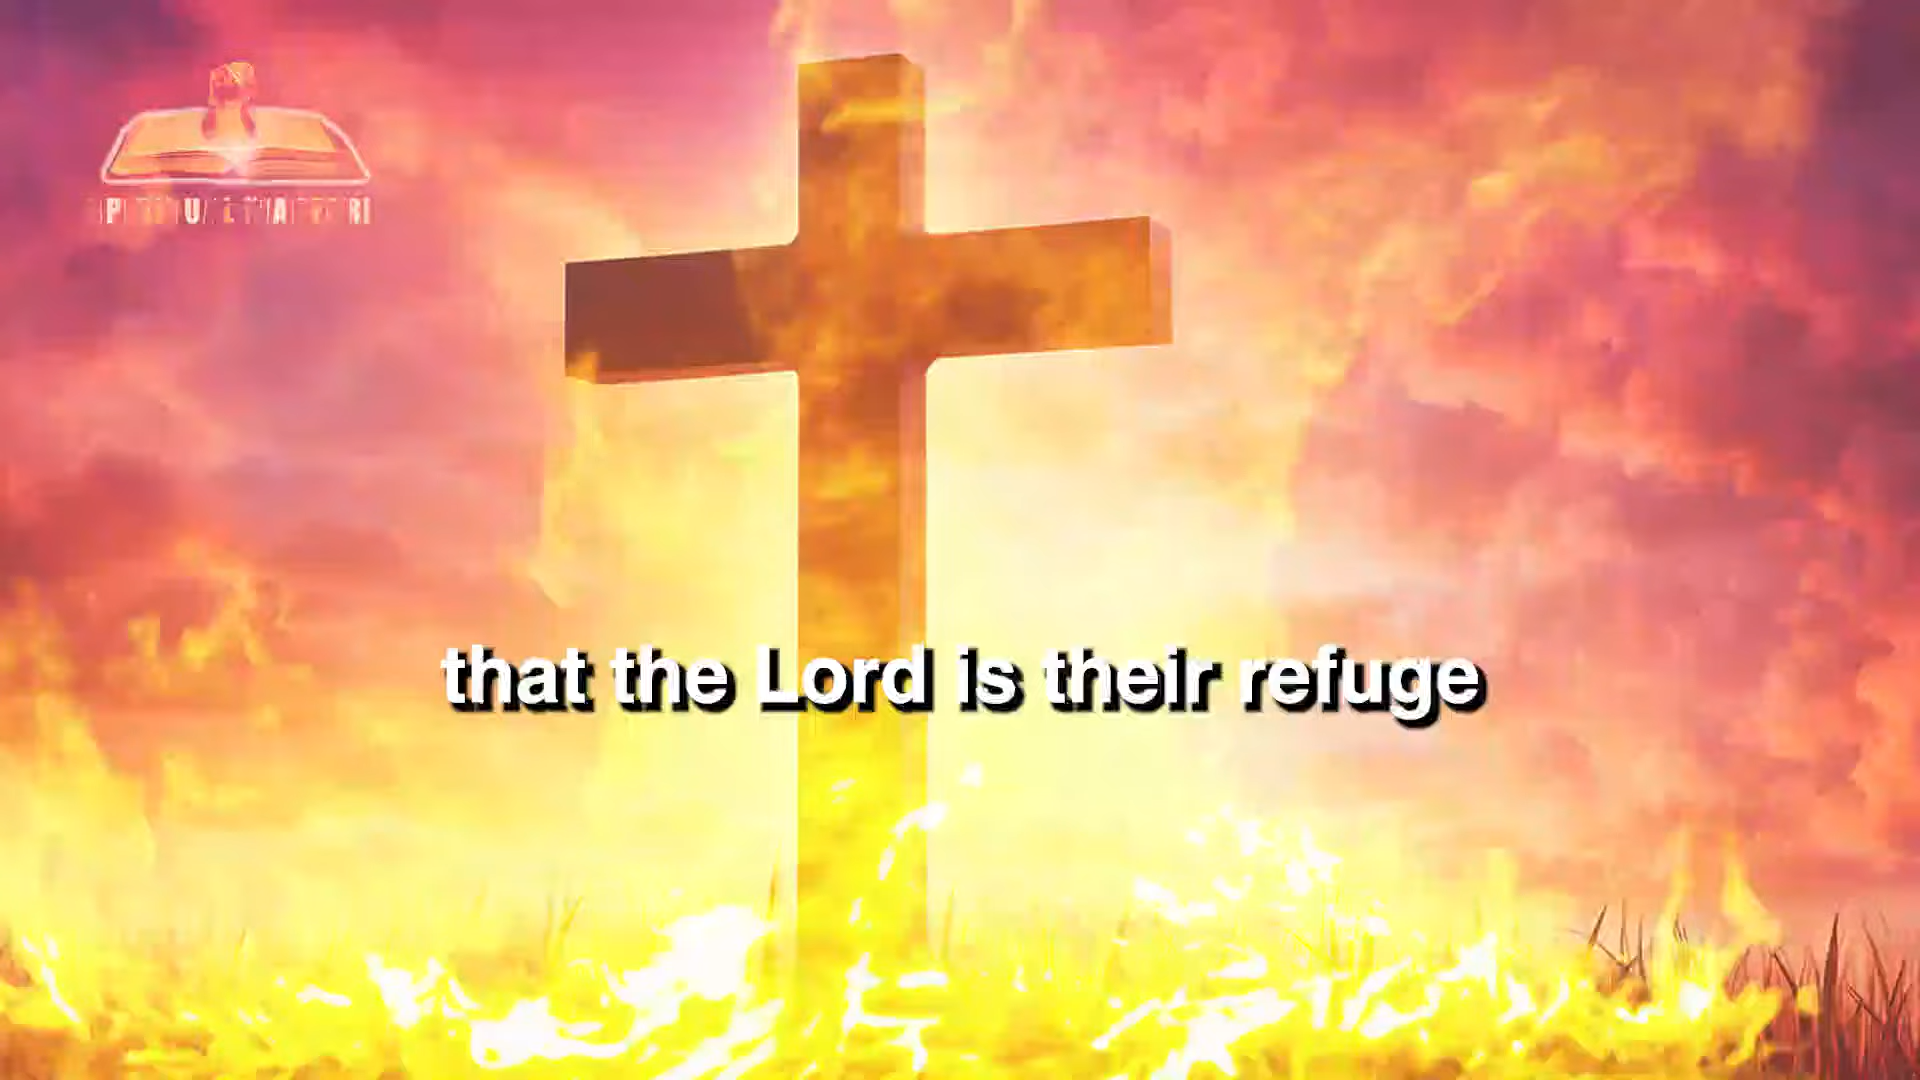 that the Lord is their refuge